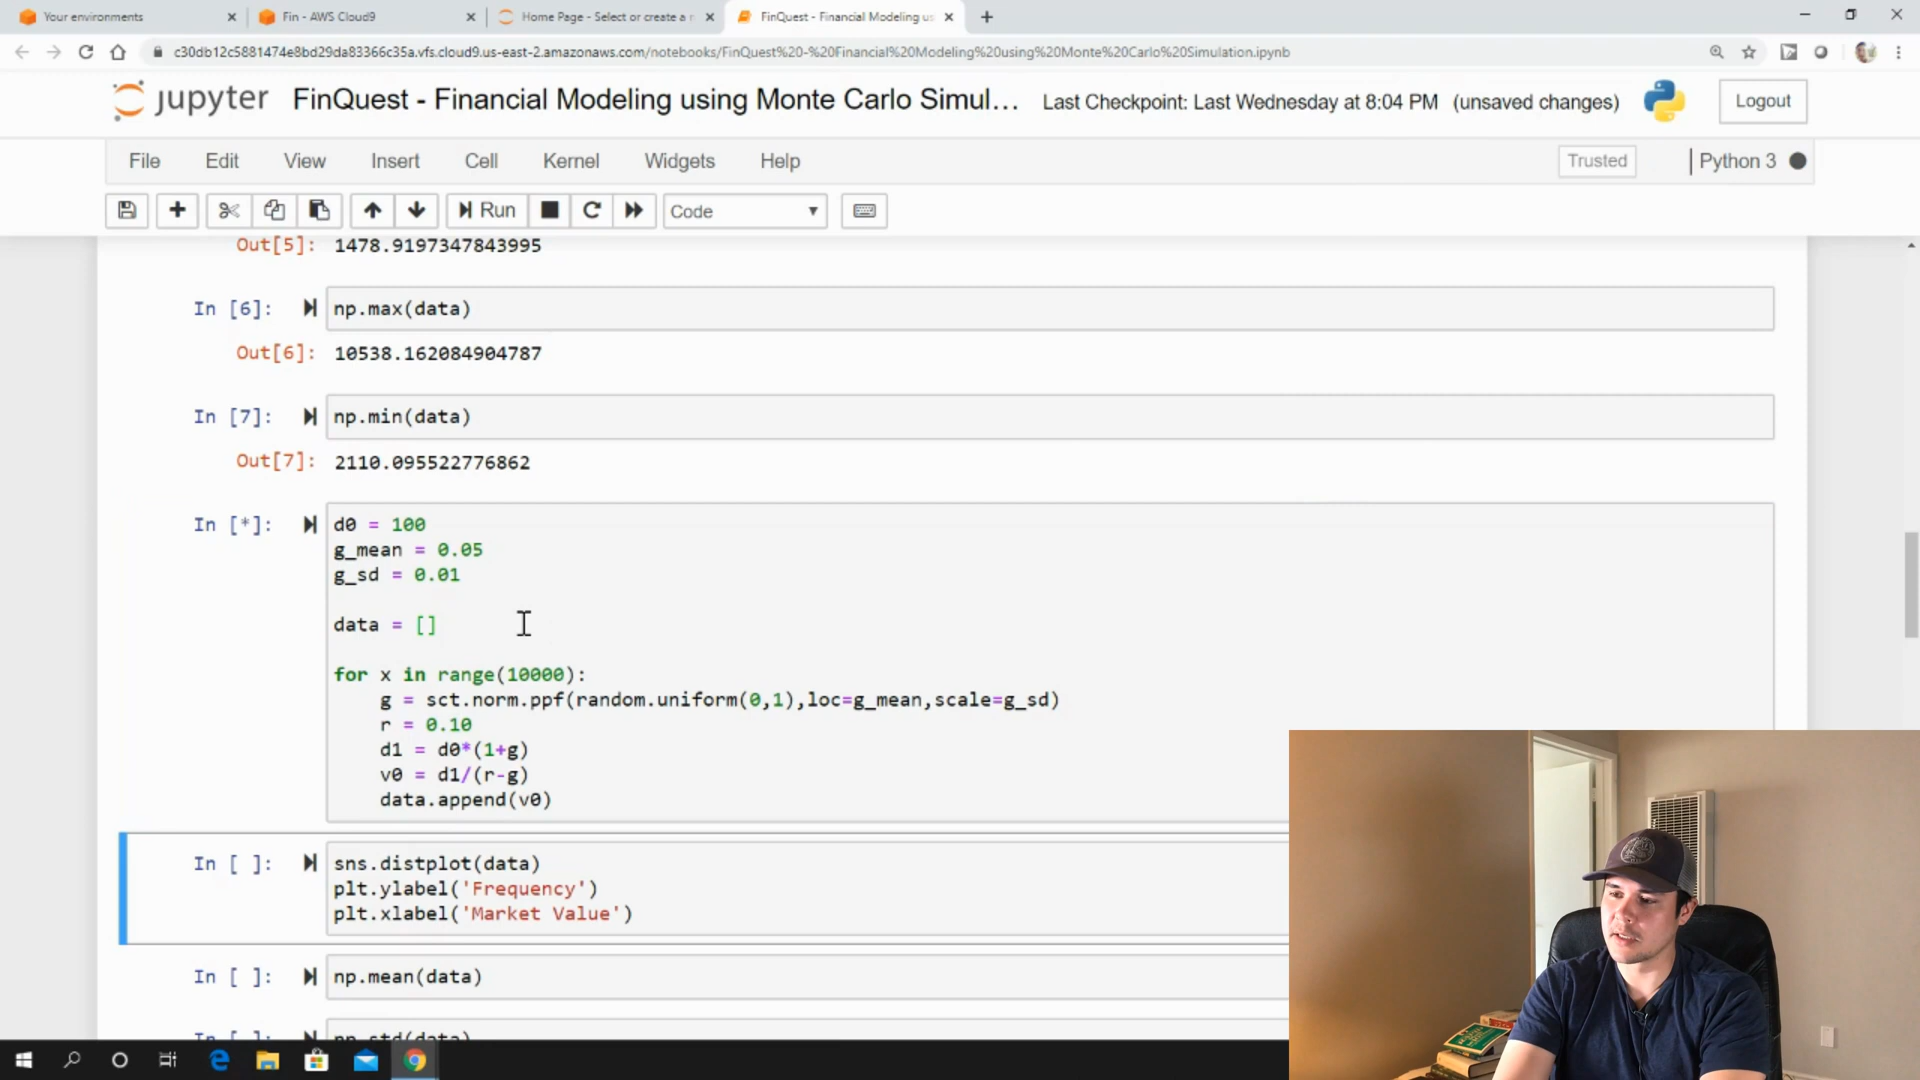 Your environments
Fin - AWS Cloud9
Home Page - Select or create a n
FinQuest - Financial Modeling us
c30db12c5881474e8bd29da83366c35a.vfs.cloud9.us-east-2.amazonaws.com/notebooks/FinQuest%20-%20Financial%20Modeling%20using%20Monte%20Carlo%20Simulation.ipynb
jupyter FinQuest - Financial Modeling using Monte Carlo Simul... Last Checkpoint: Last Wednesday at 8:04 PM (unsaved changes) Logout
File Edit View Insert Cell Kernel Widgets Help Trusted Python 3
Run Code
Out[5]: 1478.9197347843995
In [6]: np.max(data)
Out[6]: 10538.162084904787
In [7]: np.min(data)
Out[7]: 2110.095522776862
In [*]: d0 = 100
g_mean = 0.05
g_sd = 0.01
data = []
for x in range(10000):
g = sct.norm.ppf(random.uniform(0,1),loc=g_mean,scale=g_sd)
r = 0.10
d1 = d0*(1+g)
v0 = d1/(r-g)
data.append(v0)
In [ ]: sns.distplot(data)
plt.ylabel('Frequency')
plt.xlabel('Market Value')
In [ ]: np.mean(data)
In [ ]: np.std(data)